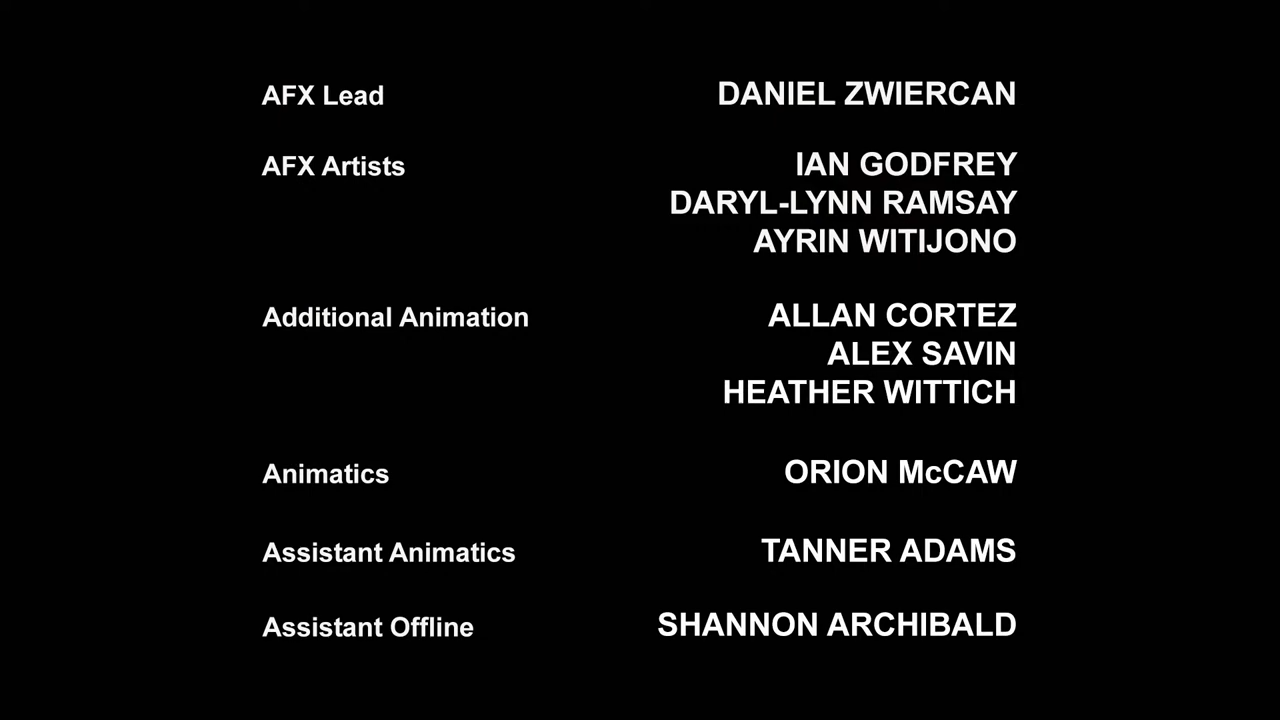 AFX Lead DANIEL ZWIERCAN
AFX Artists IAN GODFREY
DARYL-LYNN RAMSAY
AYRIN WITIJONO
Additional Animation ALLAN CORTEZ
ALEX SAVIN
HEATHER WITTICH
Animatics ORION McCAW
Assistant Animatics TANNER ADAMS
Assistant Offline SHANNON ARCHIBALD